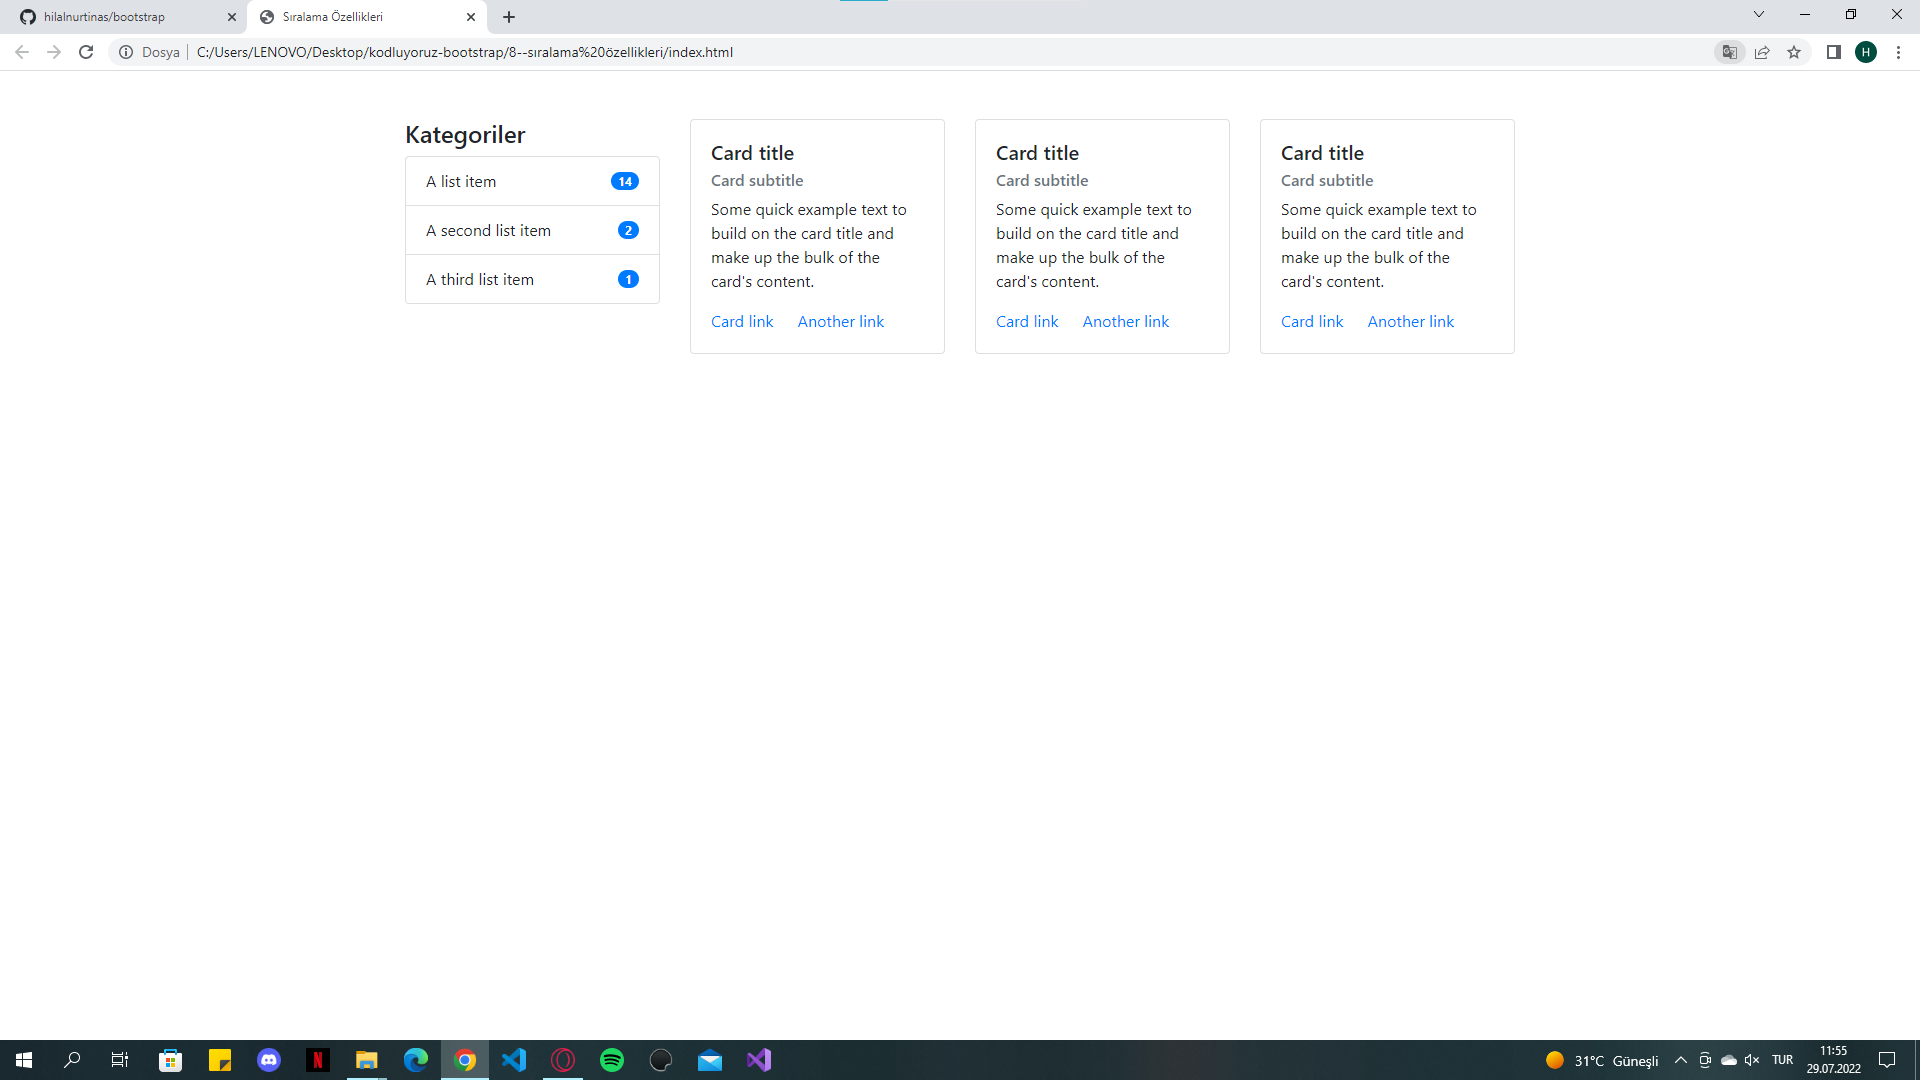 hilalnurtinas/bootstrap
Sıralama Özellikleri
Dosya
C:/Users/LENOVO/Desktop/kodluyoruz-bootstrap/8--sıralama%20özellikleri/index.html
H
Kategoriler
A list item 14
A second list item 2
A third list item 1
Card title
Card subtitle
Some quick example text to
build on the card title and
make up the bulk of the
card's content.
Card link Another link
Card title
Card subtitle
Some quick example text to
build on the card title and
make up the bulk of the
card's content.
Card link Another link
Card title
Card subtitle
Some quick example text to
build on the card title and
make up the bulk of the
card's content.
Card link Another link
N
31°C Güneşli
TUR
11:55
29.07.2022